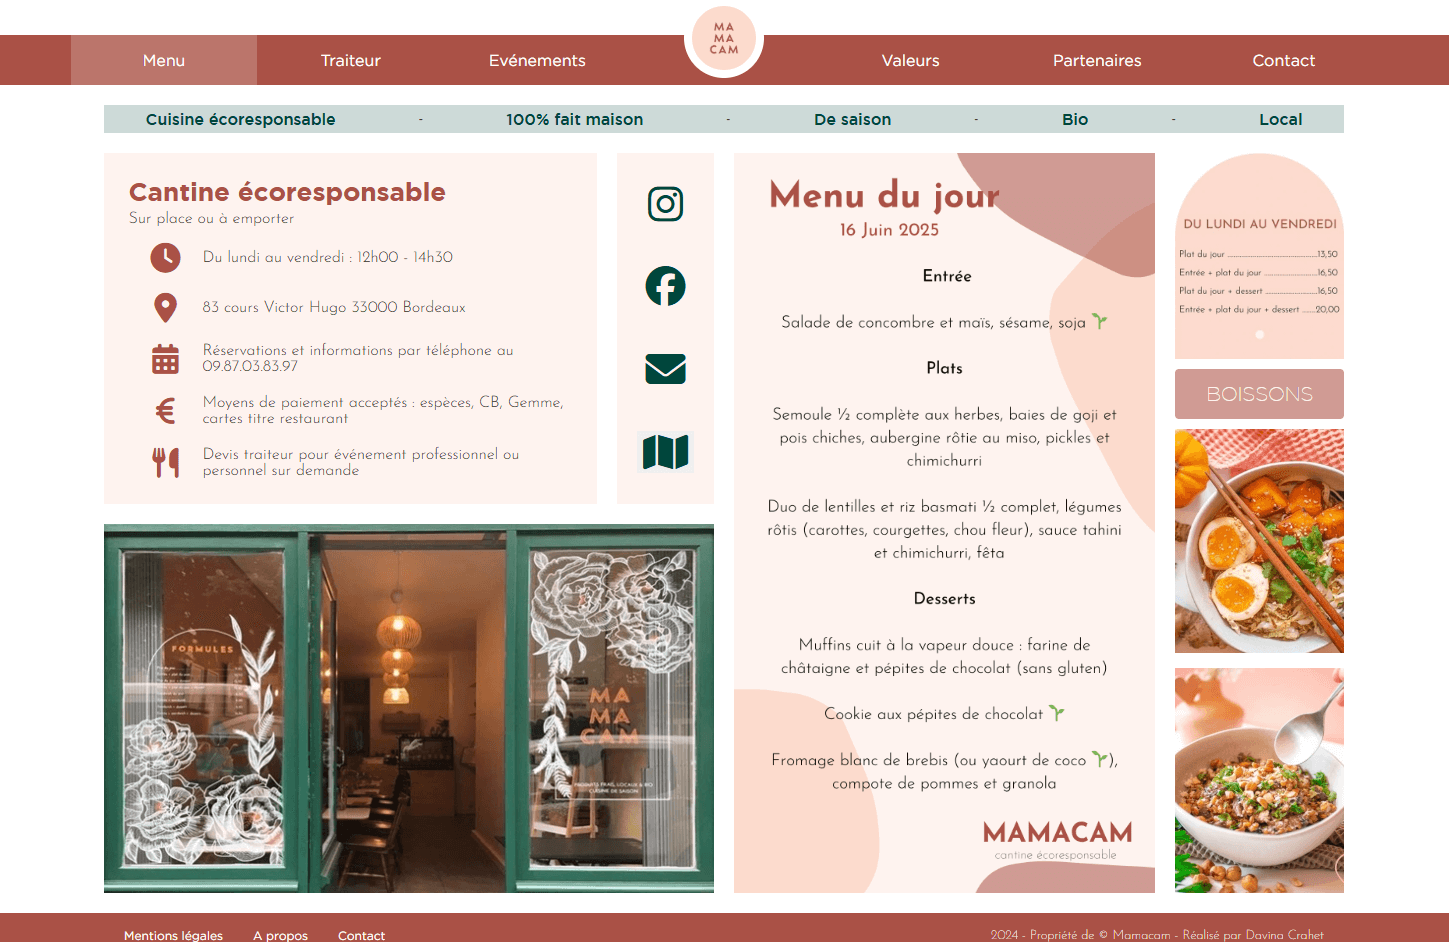 MA
MA
CAM
Menu
Traiteur
Evénements
Valeurs
Partenaires
Contact
Cuisine écoresponsable - 100% fait maison - De saison - Bio - Local
Cantine écoresponsable
Sur place ou à emporter
Du lundi au vendredi : 12h00 - 14h30
83 cours Victor Hugo 33000 Bordeaux
Réservations et informations par téléphone au
09.87.03.83.97
Moyens de paiement acceptés : espèces, CB, Gemme,
cartes titre restaurant
Devis traiteur pour événement professionnel ou
personnel sur demande
FORMULES
MA
MA
CAM
PRODUITS FRAIS, LOCAUX & BIO
CUISINE DE SAISON
Menu du jour
16 Juin 2025
Entrée
Salade de concombre et maïs, sésame, soja 🌱
Plats
Semoule ½ complète aux herbes, baies de goji et
pois chiches, aubergine rôtie au miso, pickles et
chimichurri
Duo de lentilles et riz basmati ½ complet, légumes
rôtis (carottes, courgettes, chou fleur), sauce tahini
et chimichurri, fêta
Desserts
Muffins cuit à la vapeur douce : farine de
châtaigne et pépites de chocolat (sans gluten)
Cookie aux pépites de chocolat 🌱
Fromage blanc de brebis (ou yaourt de coco 🌱),
compote de pommes et granola
MAMACAM
cantine écoresponsable
DU LUNDI AU VENDREDI
Plat du jour ........................................13,50
Entrée + plat du jour ........................16,50
Plat du jour + dessert .......................16,50
Entrée + plat du jour + dessert ......20,00
BOISSONS
Mentions légales
A propos
Contact
2024 - Propriété de © Mamacam - Réalisé par Davina Crahet